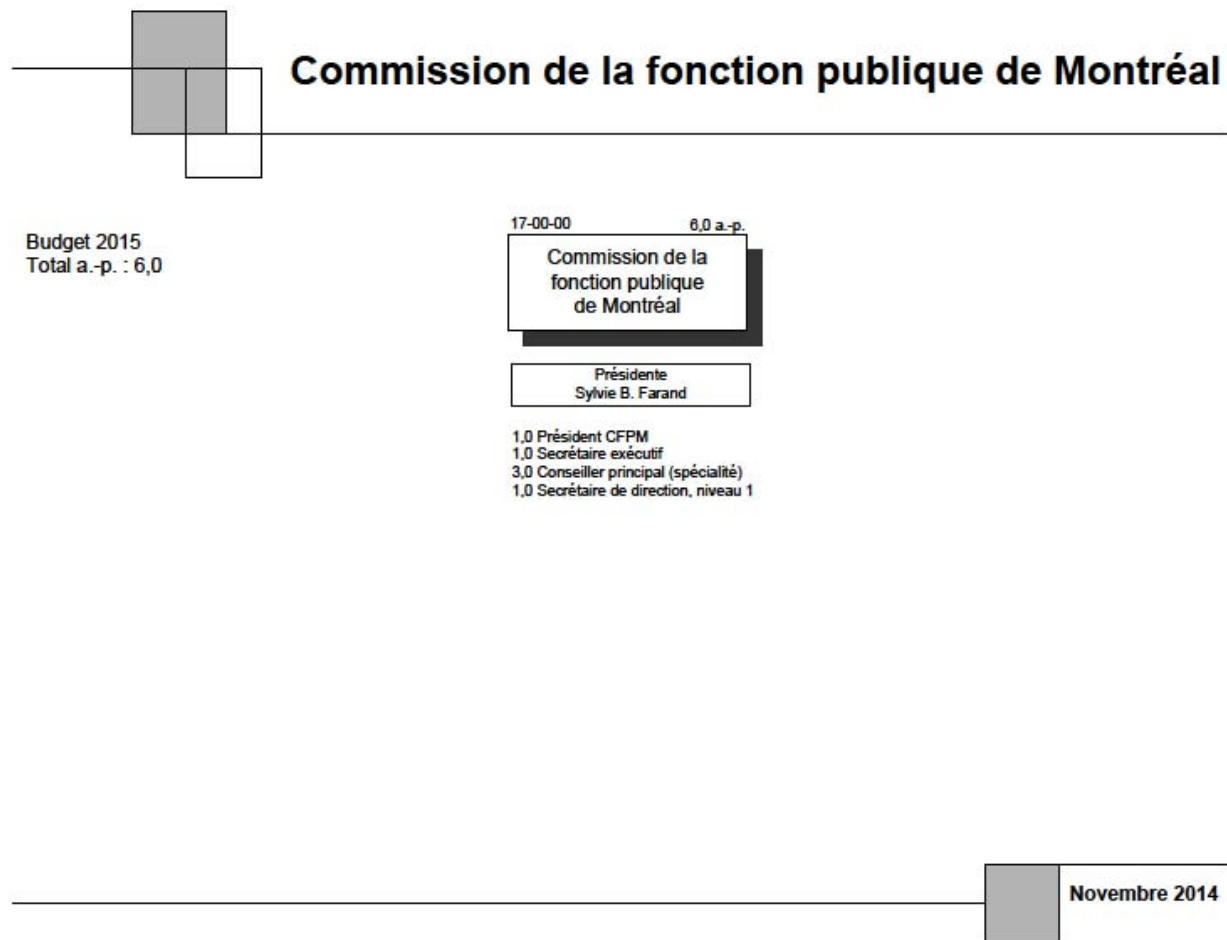 Commission de la fonction publique de Montréal
Budget 2015
Total a.-p. : 6,0
17-00-00 6,0 a.-p.
Commission de la
fonction publique
de Montréal
Présidente
Sylvie B. Farand
1,0 Président CFPM
1,0 Secrétaire exécutif
3,0 Conseiller principal (spécialité)
1,0 Secrétaire de direction, niveau 1
Novembre 2014